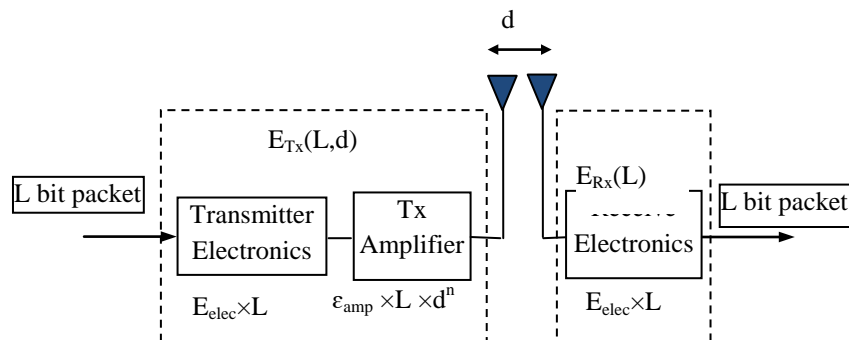 d
E_Tx(L,d)
E_Rx(L)
L bit packet
L bit packet
Transmitter
Electronics
Tx
Amplifier
Electronics
E_elec×L
ε_amp ×L ×d^n
E_elec×L